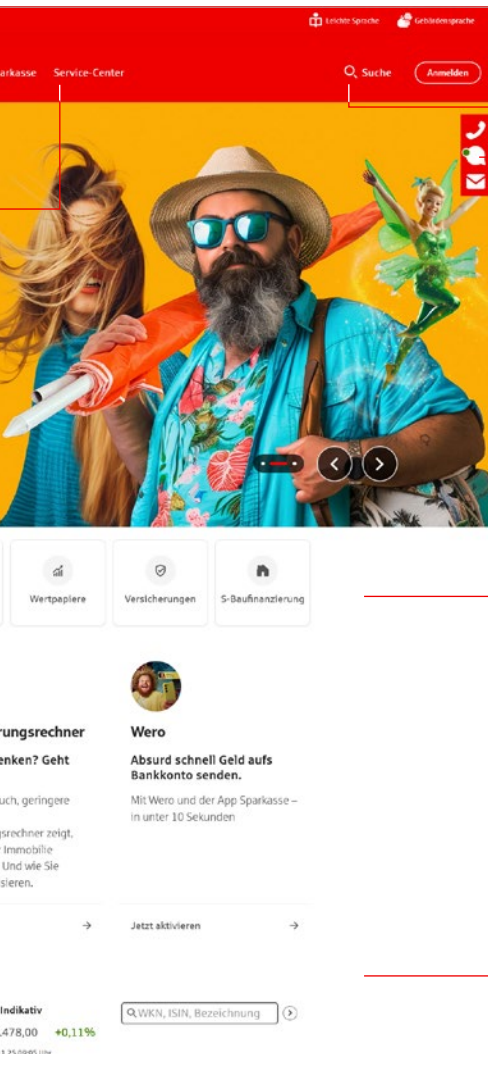 Leichte Sprache
Gebärdensprache
arkasse
Service-Center
Suche
Anmelden
Wertpapiere
Versicherungen
S-Baufinanzierung
rungsrechner
enken? Geht
uch, geringere
gsrechner zeigt,
Immobilie
Und wie Sie
sieren.
Wero
Absurd schnell Geld aufs
Bankkonto senden.
Mit Wero und der App Sparkasse –
in unter 10 Sekunden
Jetzt aktivieren
Indikativ
.478,00 +0,11%
WKN, ISIN, Bezeichnung